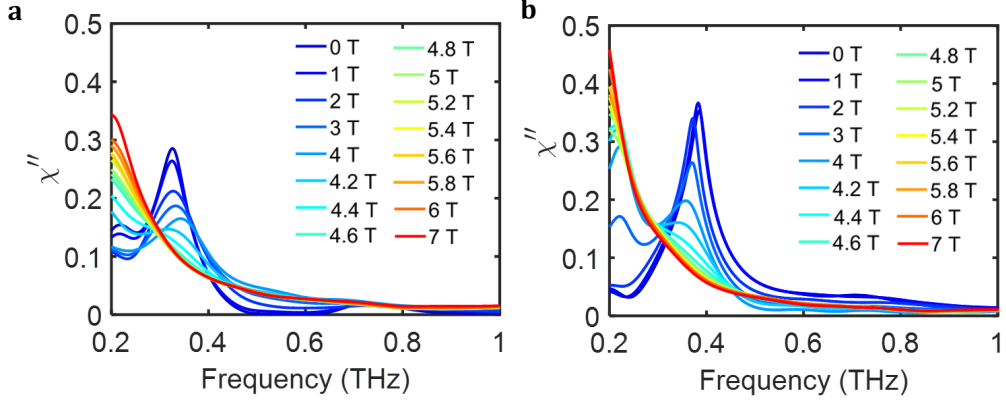 a
0.5
0.4
0.3
0.2
0.1
0
χ″
0 T
1 T
2 T
3 T
4 T
4.2 T
4.4 T
4.6 T
4.8 T
5 T
5.2 T
5.4 T
5.6 T
5.8 T
6 T
7 T
0.2 0.4 0.6 0.8 1
Frequency (THz)
b
0.5
0.4
0.3
0.2
0.1
0
χ″
0 T
1 T
2 T
3 T
4 T
4.2 T
4.4 T
4.6 T
4.8 T
5 T
5.2 T
5.4 T
5.6 T
5.8 T
6 T
7 T
0.2 0.4 0.6 0.8 1
Frequency (THz)